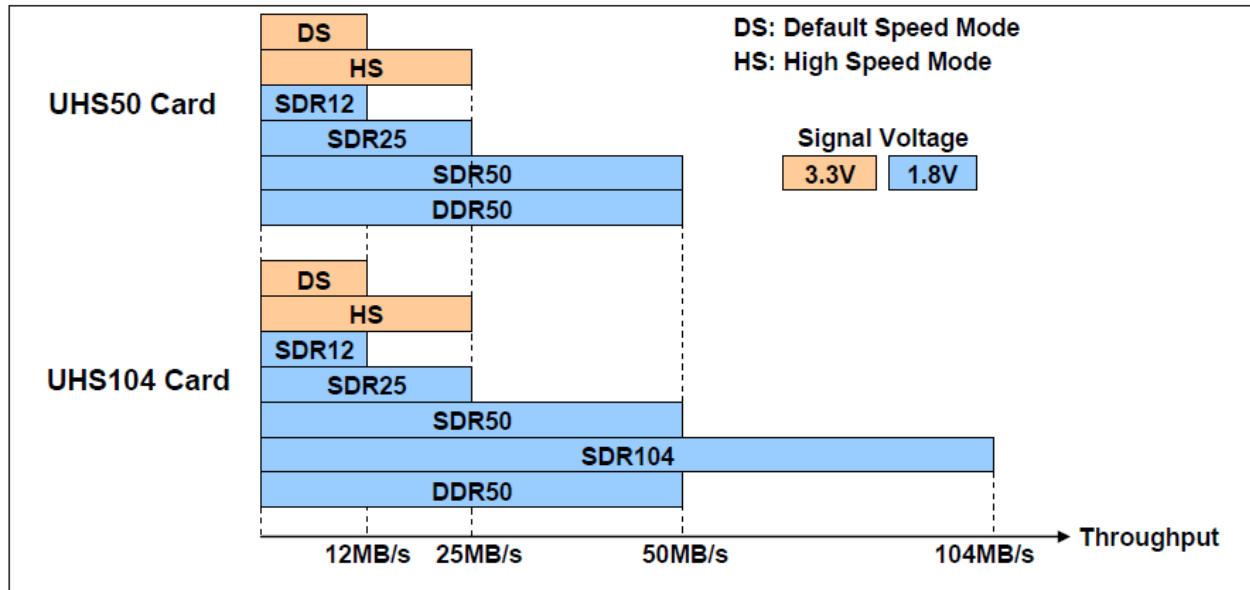 DS: Default Speed Mode
HS: High Speed Mode
Signal Voltage
3.3V 1.8V
UHS50 Card
DS
HS
SDR12
SDR25
SDR50
DDR50
UHS104 Card
DS
HS
SDR12
SDR25
SDR50
SDR104
DDR50
12MB/s 25MB/s 50MB/s 104MB/s
Throughput